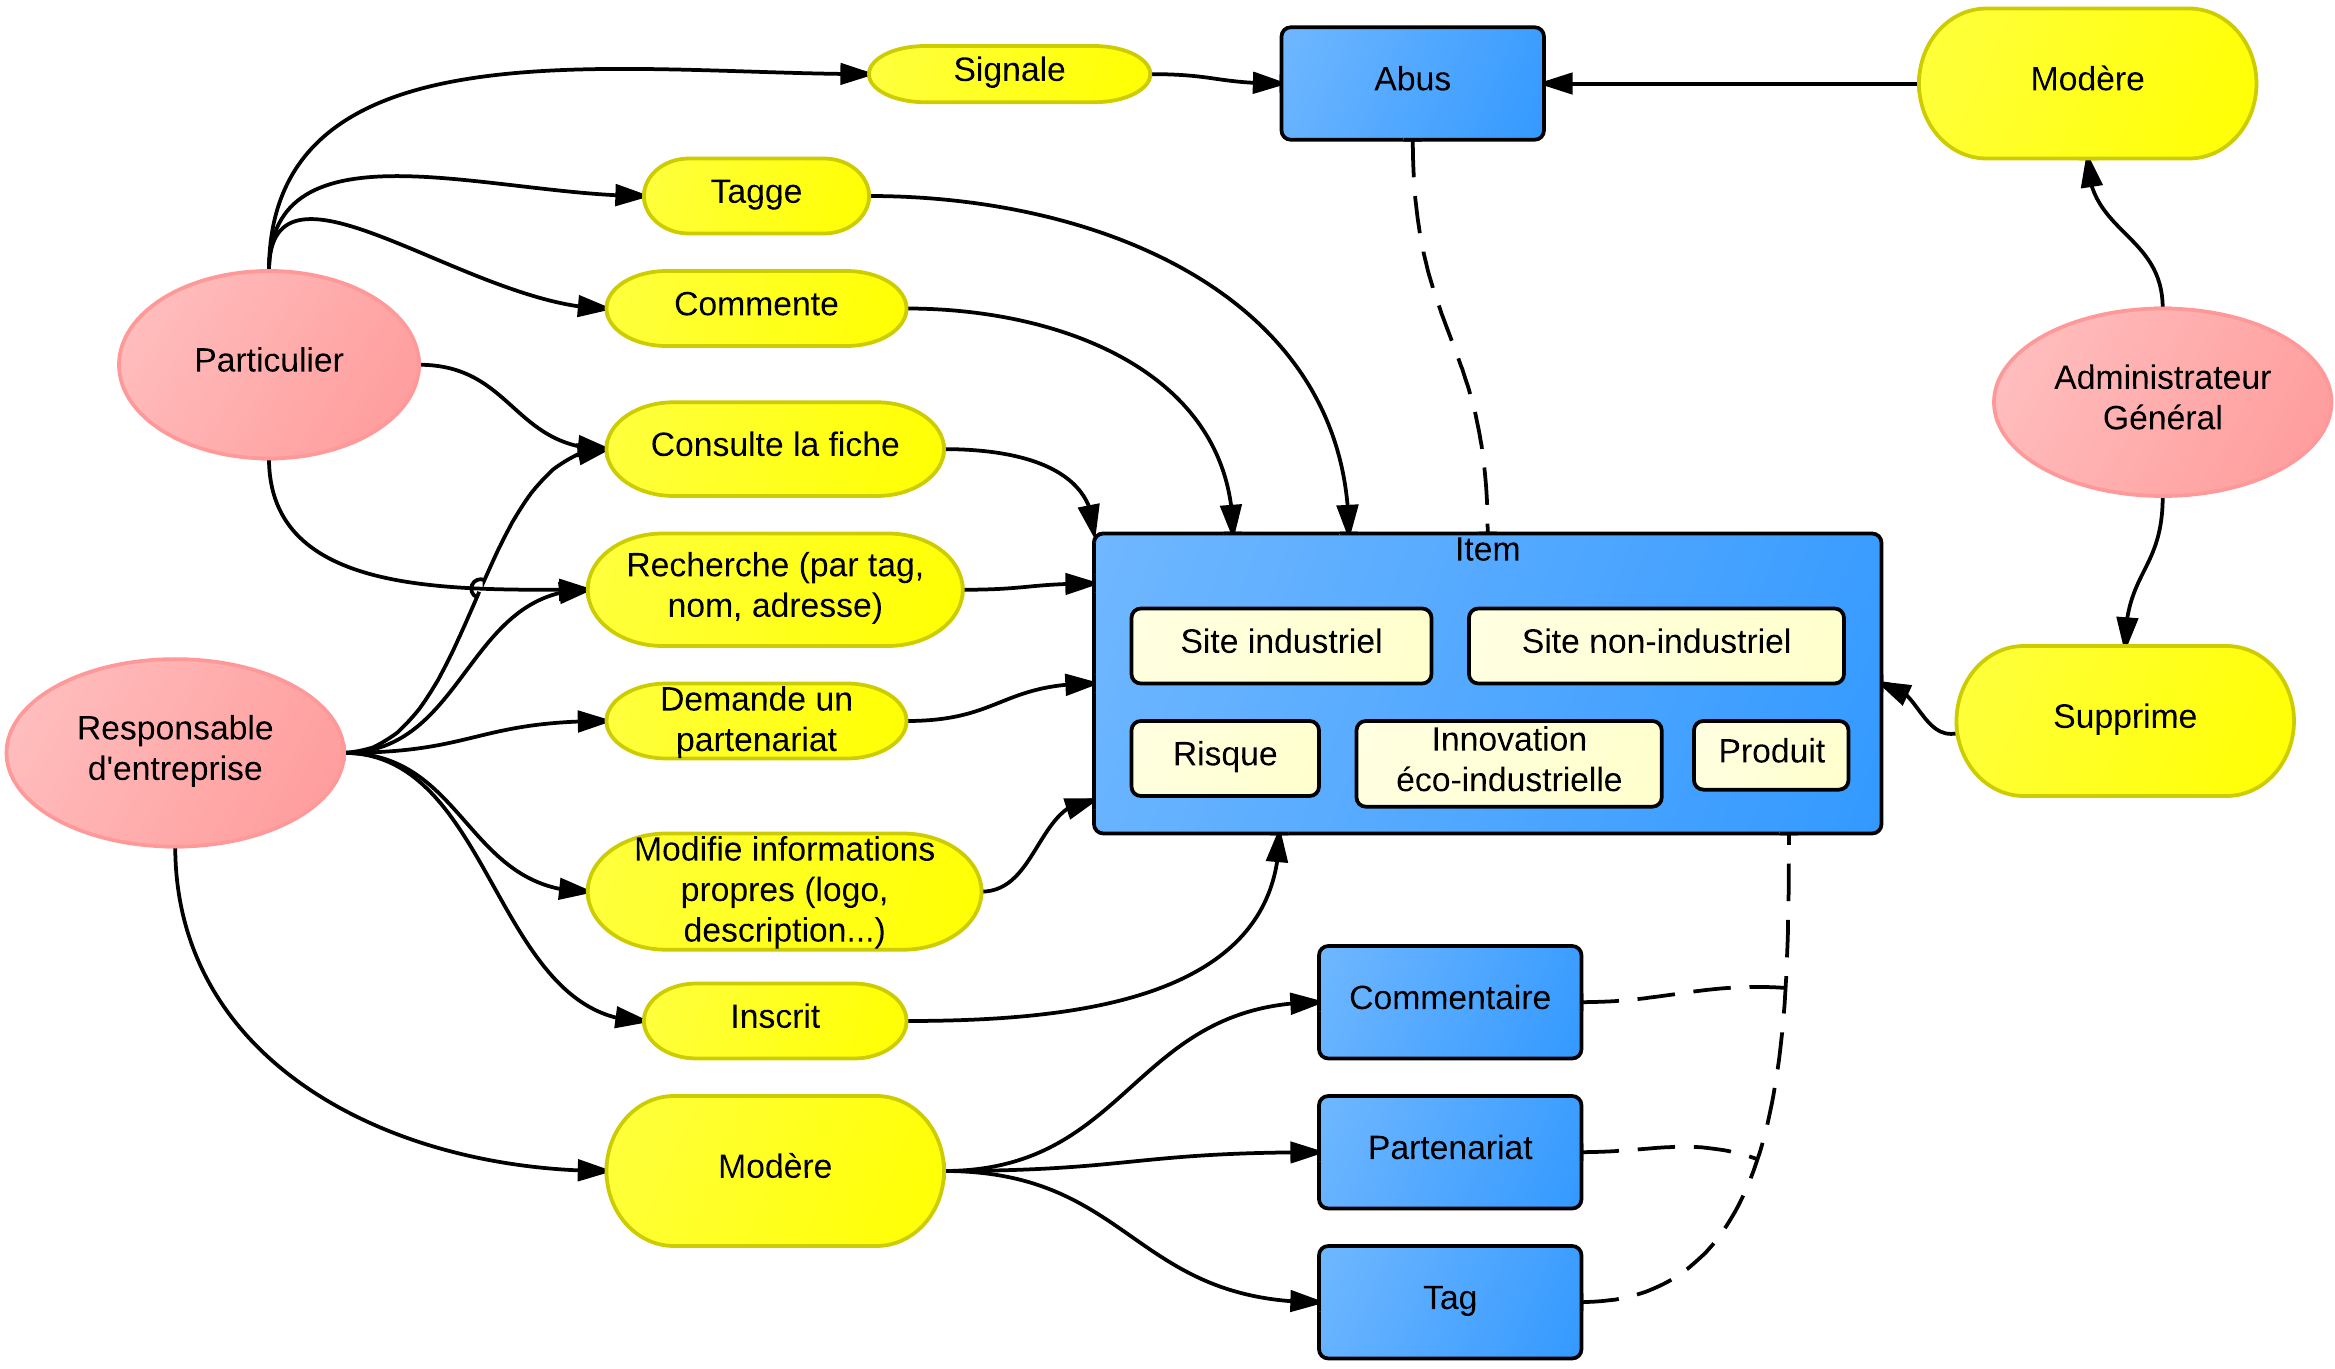 Signale
Abus
Modère
Tagge
Commente
Particulier
Administrateur
Général
Consulte la fiche
Recherche (par tag,
nom, adresse)
Item
Site industriel
Site non-industriel
Responsable
d'entreprise
Demande un
partenariat
Risque
Innovation
éco-industrielle
Produit
Supprime
Modifie informations
propres (logo,
description...)
Inscrit
Commentaire
Modère
Partenariat
Tag